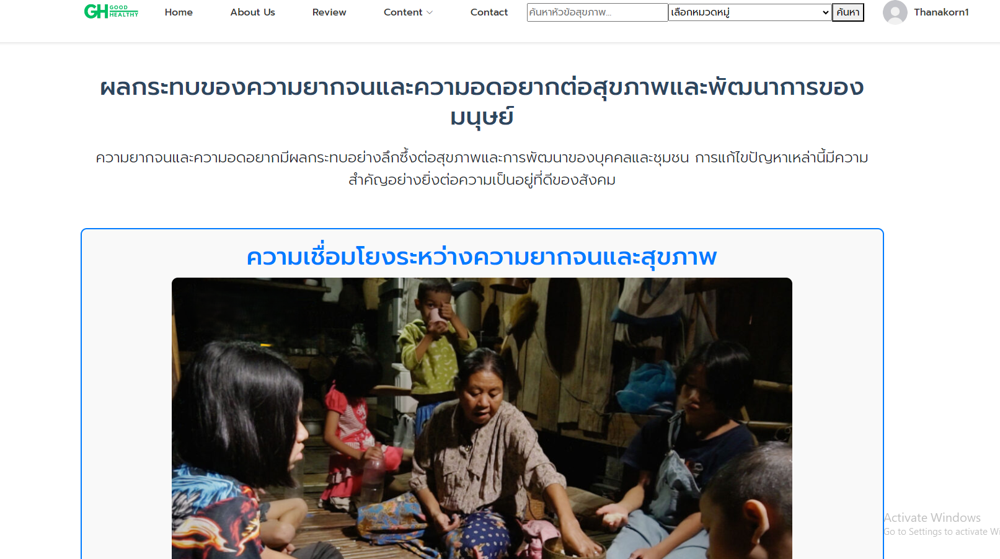 GH GOOD HEALTHY Home About Us Review Content Contact ค้นหาหัวข้อสุขภาพ... เลือกหมวดหมู่ ค้นหา Thanakorn1
ผลกระทบของความยากจนและความอดอยากต่อสุขภาพและพัฒนาการของ
มนุษย์
ความยากจนและความอดอยากมีผลกระทบอย่างลึกซึ้งต่อสุขภาพและการพัฒนาของบุคคลและชุมชน การแก้ไขปัญหาเหล่านี้มีความ
สำคัญอย่างยิ่งต่อความเป็นอยู่ที่ดีของสังคม
ความเชื่อมโยงระหว่างความยากจนและสุขภาพ
Activate Windows
Go to Settings to activate Wi